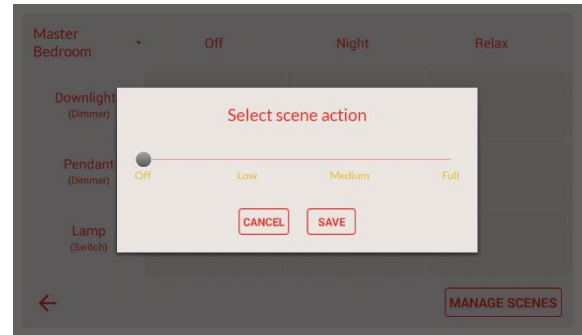 Master
Bedroom
Off Night Relax
Downlight
(Dimmer)
Select scene action
Pendant
(Dimmer)
Off Low Medium Full
CANCEL SAVE
Lamp
(Switch)
MANAGE SCENES